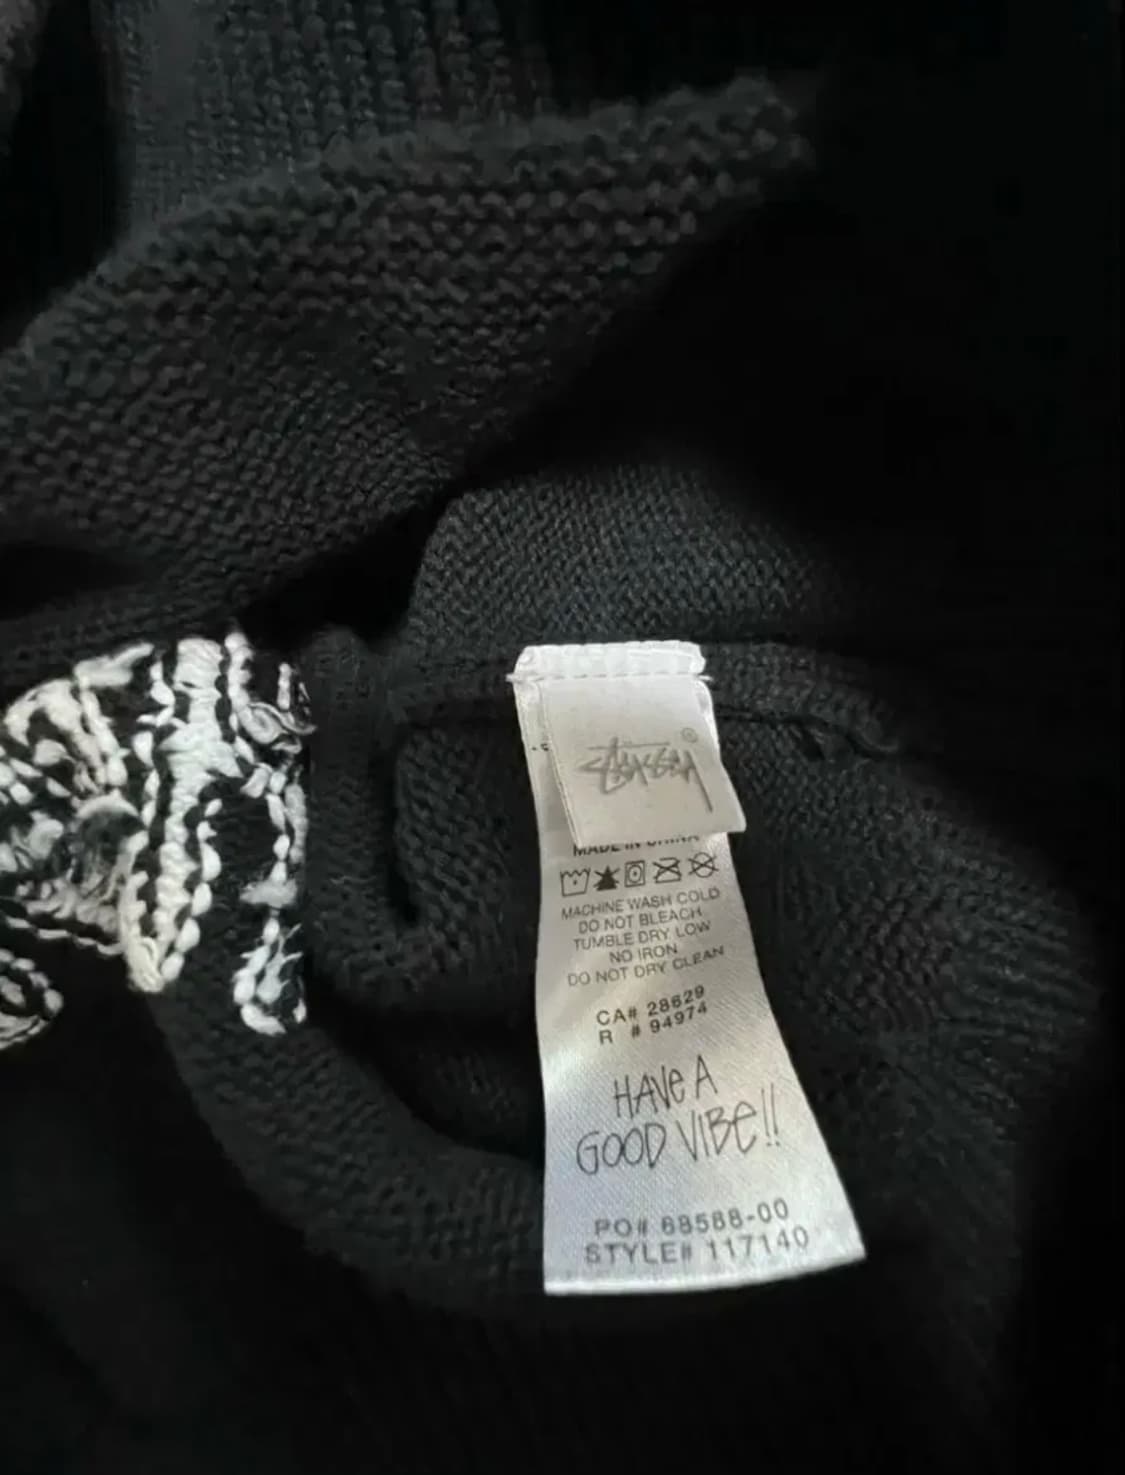 STÜSSY ®
MADE IN CHINA
MACHINE WASH COLD
DO NOT BLEACH
TUMBLE DRY LOW
NO IRON
DO NOT DRY CLEAN
CA# 28629
R # 94974
HAVE A
GOOD VIBE!!
PO# 68588-00
STYLE# 117140